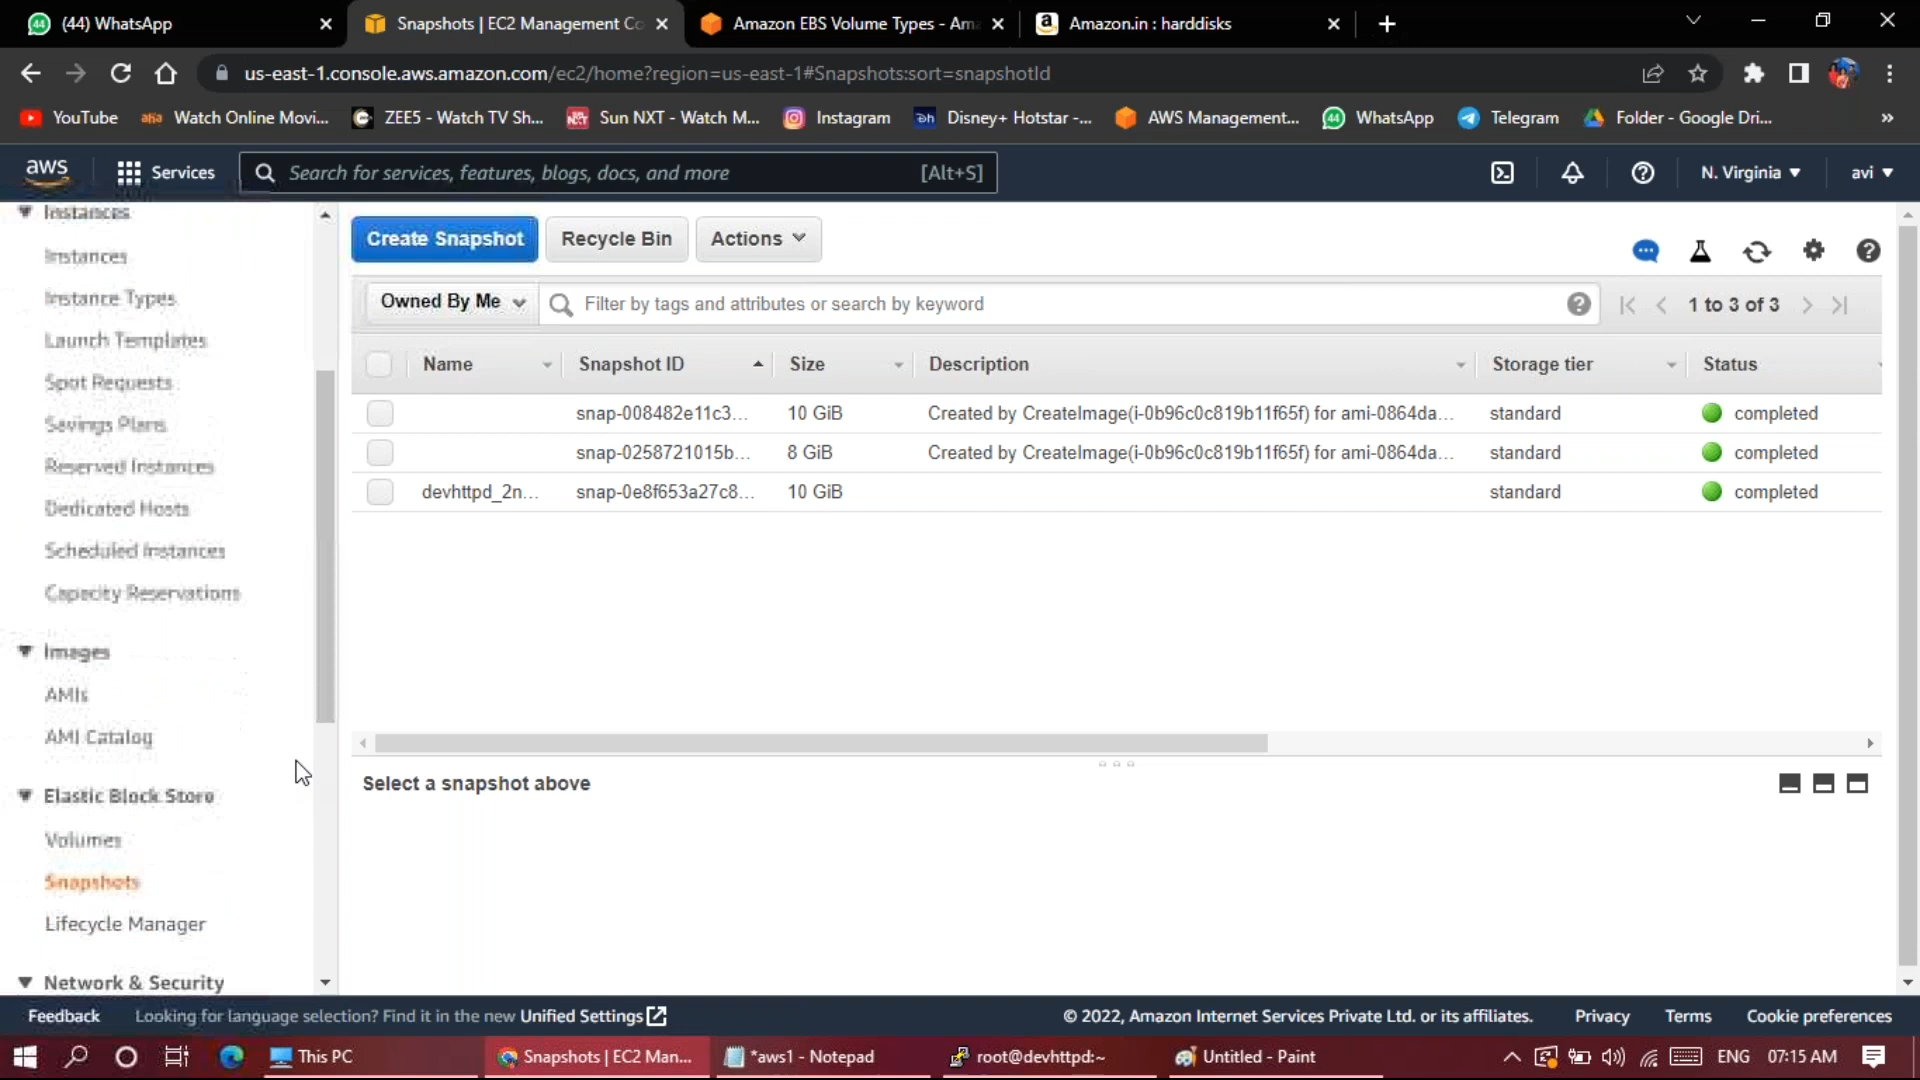 (44) WhatsApp
Snapshots | EC2 Management Co
Amazon EBS Volume Types - Ama
Amazon.in : harddisks
us-east-1.console.aws.amazon.com/ec2/home?region=us-east-1#Snapshots:sort=snapshotId
YouTube
Watch Online Movi...
ZEE5 - Watch TV Sh...
Sun NXT - Watch M...
Instagram
Disney+ Hotstar -...
AWS Management...
WhatsApp
Telegram
Folder - Google Dri...
aws
Services
Search for services, features, blogs, docs, and more
[Alt+S]
N. Virginia
avi
Instances
Instances
Instance Types
Launch Templates
Spot Requests
Savings Plans
Reserved Instances
Dedicated Hosts
Scheduled Instances
Capacity Reservations
Images
AMIs
AMI Catalog
Elastic Block Store
Volumes
Snapshots
Lifecycle Manager
Network & Security
Create Snapshot
Recycle Bin
Actions
Owned By Me
Filter by tags and attributes or search by keyword
1 to 3 of 3
Name Snapshot ID Size Description Storage tier Status
snap-008482e11c3... 10 GiB Created by CreateImage(i-0b96c0c819b11f65f) for ami-0864da... standard completed
snap-0258721015b... 8 GiB Created by CreateImage(i-0b96c0c819b11f65f) for ami-0864da... standard completed
devhttpd_2n... snap-0e8f653a27c8... 10 GiB standard completed
Select a snapshot above
Feedback
Looking for language selection? Find it in the new Unified Settings
© 2022, Amazon Internet Services Private Ltd. or its affiliates.
Privacy
Terms
Cookie preferences
This PC
Snapshots | EC2 Man...
*aws1 - Notepad
root@devhttpd:~
Untitled - Paint
ENG
07:15 AM